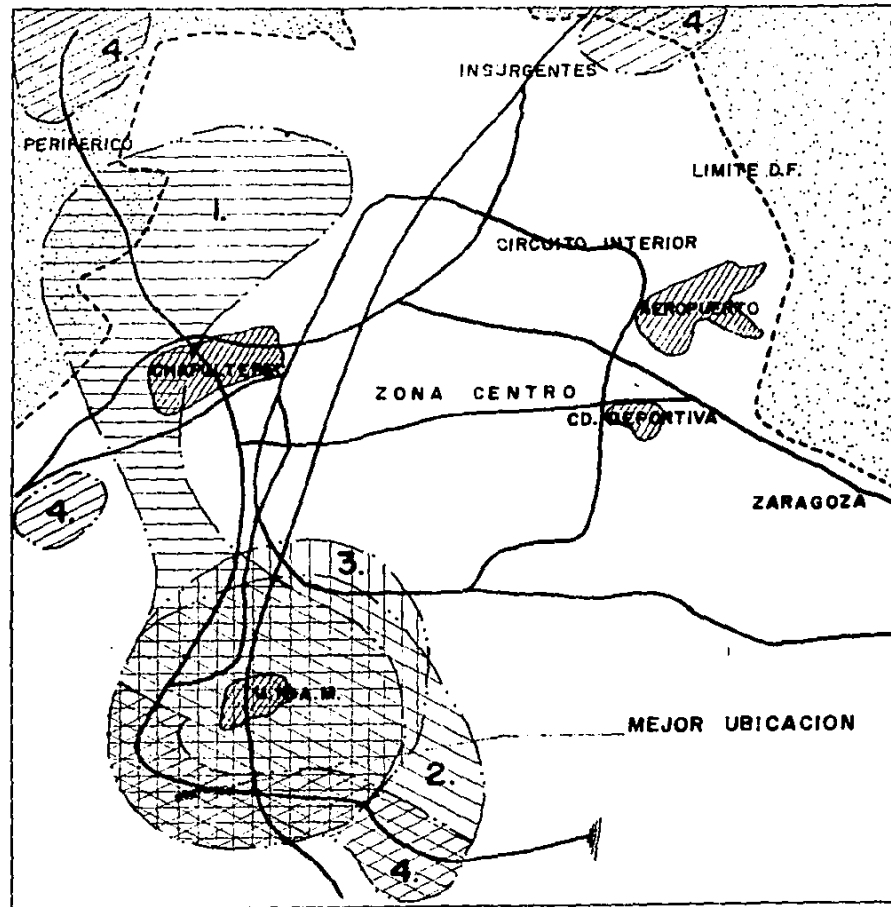 4.
4.
INSURGENTES
PERIFERICO
LIMITE D.F.
1.
CIRCUITO INTERIOR
AEROPUERTO
CHAPULTEPEC
ZONA CENTRO
CD. DEPORTIVA
4.
ZARAGOZA
3.
U.N.A.M.
MEJOR UBICACION
2.
4.